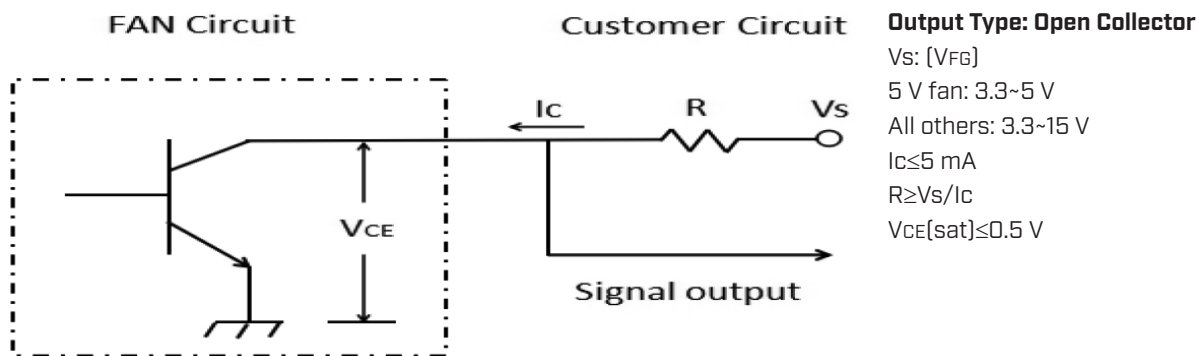 FAN Circuit
Customer Circuit
Ic
R
Vs
VCE
Signal output
Output Type: Open Collector
Vs: (VFG)
5 V fan: 3.3~5 V
All others: 3.3~15 V
Ic≤5 mA
R≥Vs/Ic
VCE(sat)≤0.5 V